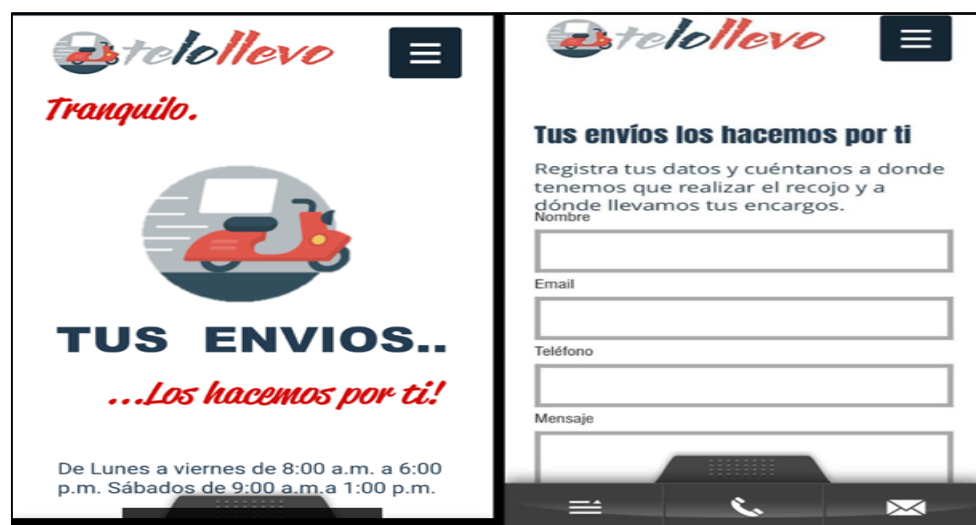 telollevo
Tranquilo.
TUS ENVIOS..
...Los hacemos por ti!
De Lunes a viernes de 8:00 a.m. a 6:00
p.m. Sábados de 9:00 a.m.a 1:00 p.m.
telollevo
Tus envíos los hacemos por ti
Registra tus datos y cuéntanos a donde
tenemos que realizar el recojo y a
dónde llevamos tus encargos.
Nombre
Email
Teléfono
Mensaje